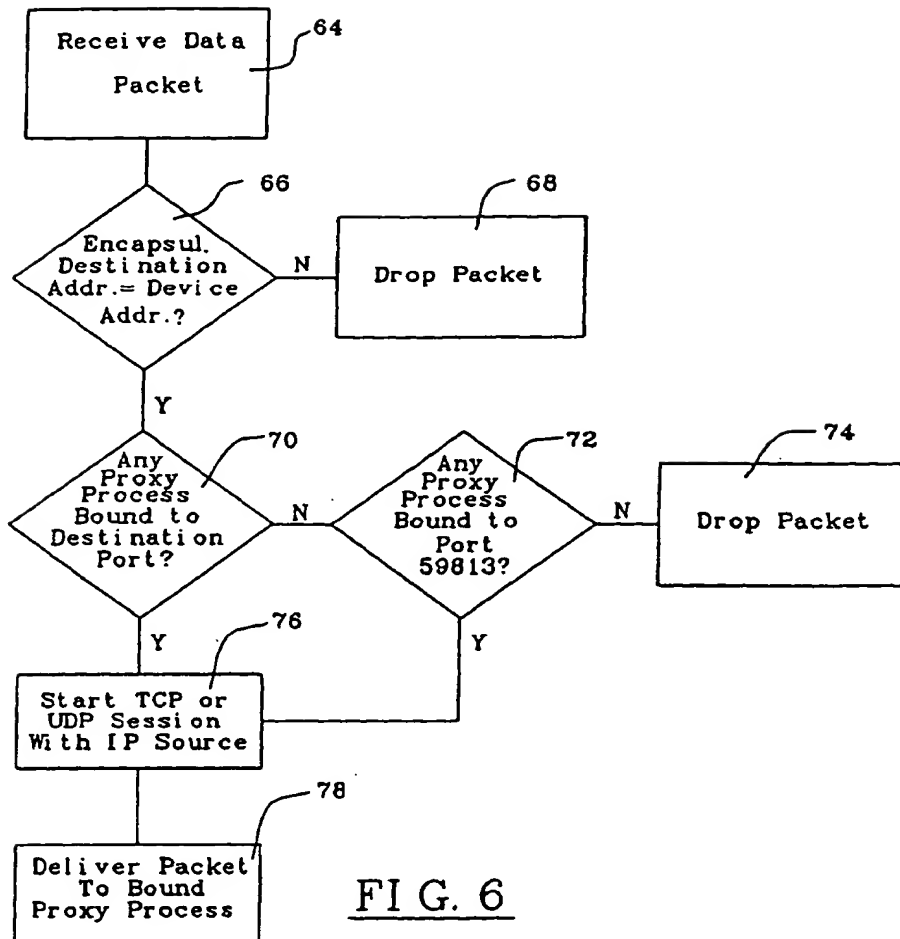 Receive Data
Packet
64
66
Encapsul.
Destination
Addr.= Device
Addr.?
N
68
Drop Packet
Y
70
Any
Proxy
Process
Bound to
Destination
Port?
N
72
Any
Proxy
Process
Bound to
Port
59813?
N
74
Drop Packet
Y
76
Y
Start TCP or
UDP Session
With IP Source
78
Deliver Packet
To Bound
Proxy Process
FIG. 6